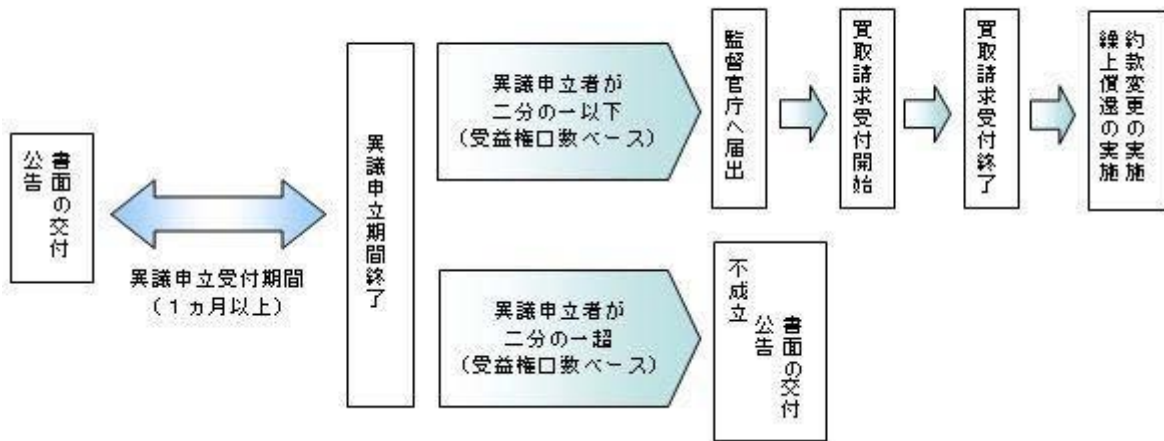 公告
書面の交付
異議申立受付期間
(1ヵ月以上)
異議申立期間終了
異議申立者が
二分の一以下
(受益権口数ベース)
監督官庁へ届出
買取請求受付開始
買取請求受付終了
約款変更の実施
繰上償還の実施
異議申立者が
二分の一超
(受益権口数ベース)
不成立
公告
書面の交付